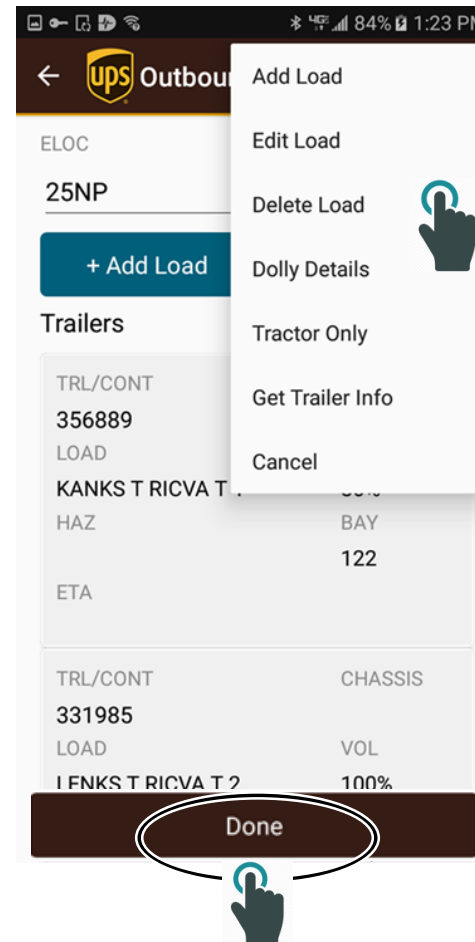 84% 1:23 PM
ups Outbou
Add Load
Edit Load
Delete Load
Dolly Details
Tractor Only
Get Trailer Info
Cancel
ELOC
25NP
+ Add Load
Trailers
TRL/CONT
356889
LOAD
KANKS T RICVA T
HAZ BAY
122
ETA
TRL/CONT CHASSIS
331985
LOAD VOL
LENKS T RICVA T 2 100%
Done